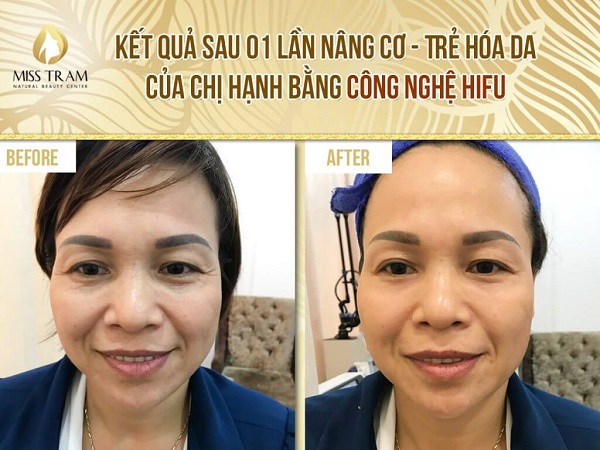 MISS TRAM
NATURAL BEAUTY CENTER
KẾT QUẢ SAU 01 LẦN NÂNG CƠ - TRẺ HÓA DA
CỦA CHỊ HẠNH BẰNG CÔNG NGHỆ HIFU
BEFORE
AFTER